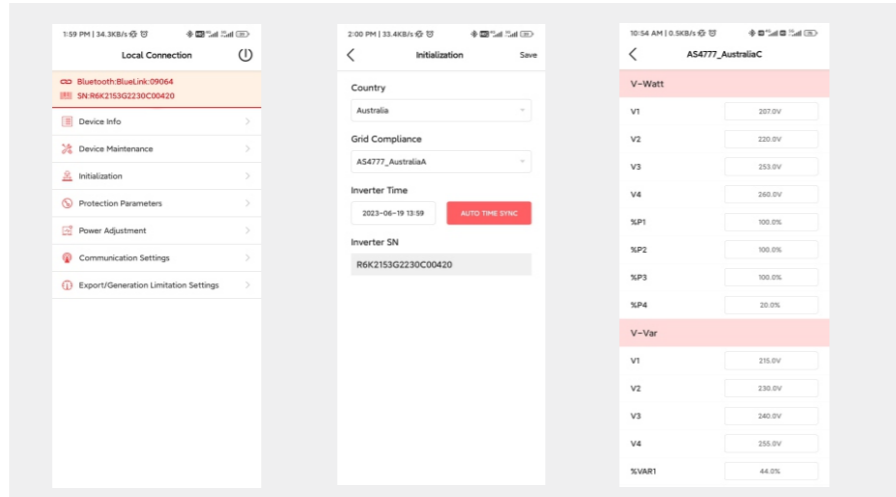 1:59 PM | 34.3KB/s
Local Connection
Bluetooth:BlueLink:09064
SN:R6K2153G2230C00420
Device Info
Device Maintenance
Initialization
Protection Parameters
Power Adjustment
Communication Settings
Export/Generation Limitation Settings
2:00 PM | 33.4KB/s
Initialization
Save
Country
Australia
Grid Compliance
AS4777_AustraliaA
Inverter Time
2023-06-19 13:59
AUTO TIME SYNC
Inverter SN
R6K2153G2230C00420
10:54 AM | 0.5KB/s
AS4777_AustraliaC
V-Watt
V1 207.0V
V2 220.0V
V3 253.0V
V4 260.0V
%P1 100.0%
%P2 100.0%
%P3 100.0%
%P4 20.0%
V-Var
V1 215.0V
V2 230.0V
V3 240.0V
V4 255.0V
%VAR1 44.0%